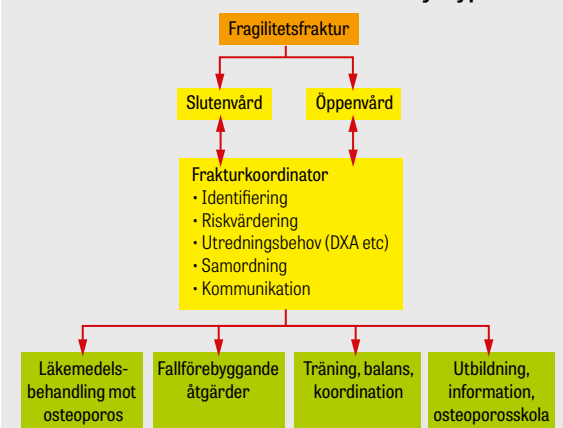 Fragilitetsfraktur
Slutenvård
Öppenvård
Frakturkoordinator
· Identifiering
· Riskvärdering
· Utredningsbehov (DXA etc)
· Samordning
· Kommunikation
Läkemedels-
behandling mot
osteoporos
Fallförebyggande
åtgärder
Träning, balans,
koordination
Utbildning,
information,
osteoporosskola